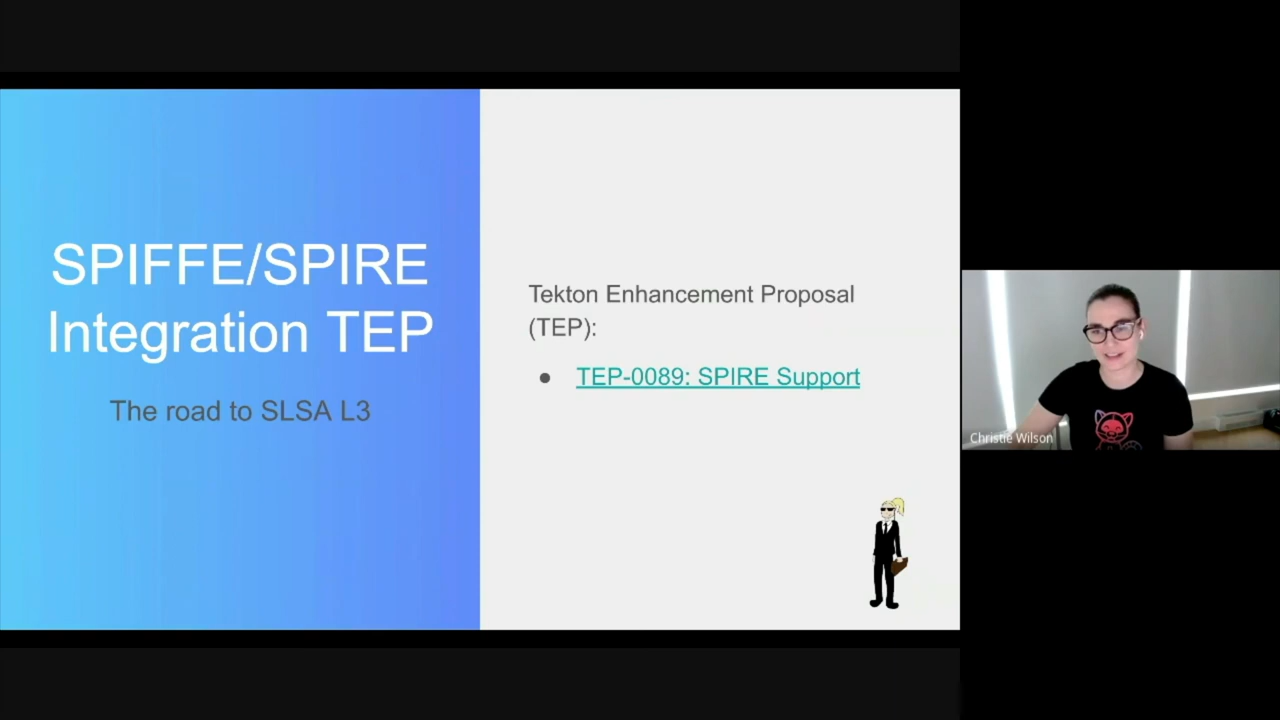 SPIFFE/SPIRE
Integration TEP
The road to SLSA L3
Tekton Enhancement Proposal
(TEP):
● TEP-0089: SPIRE Support
Christie Wilson